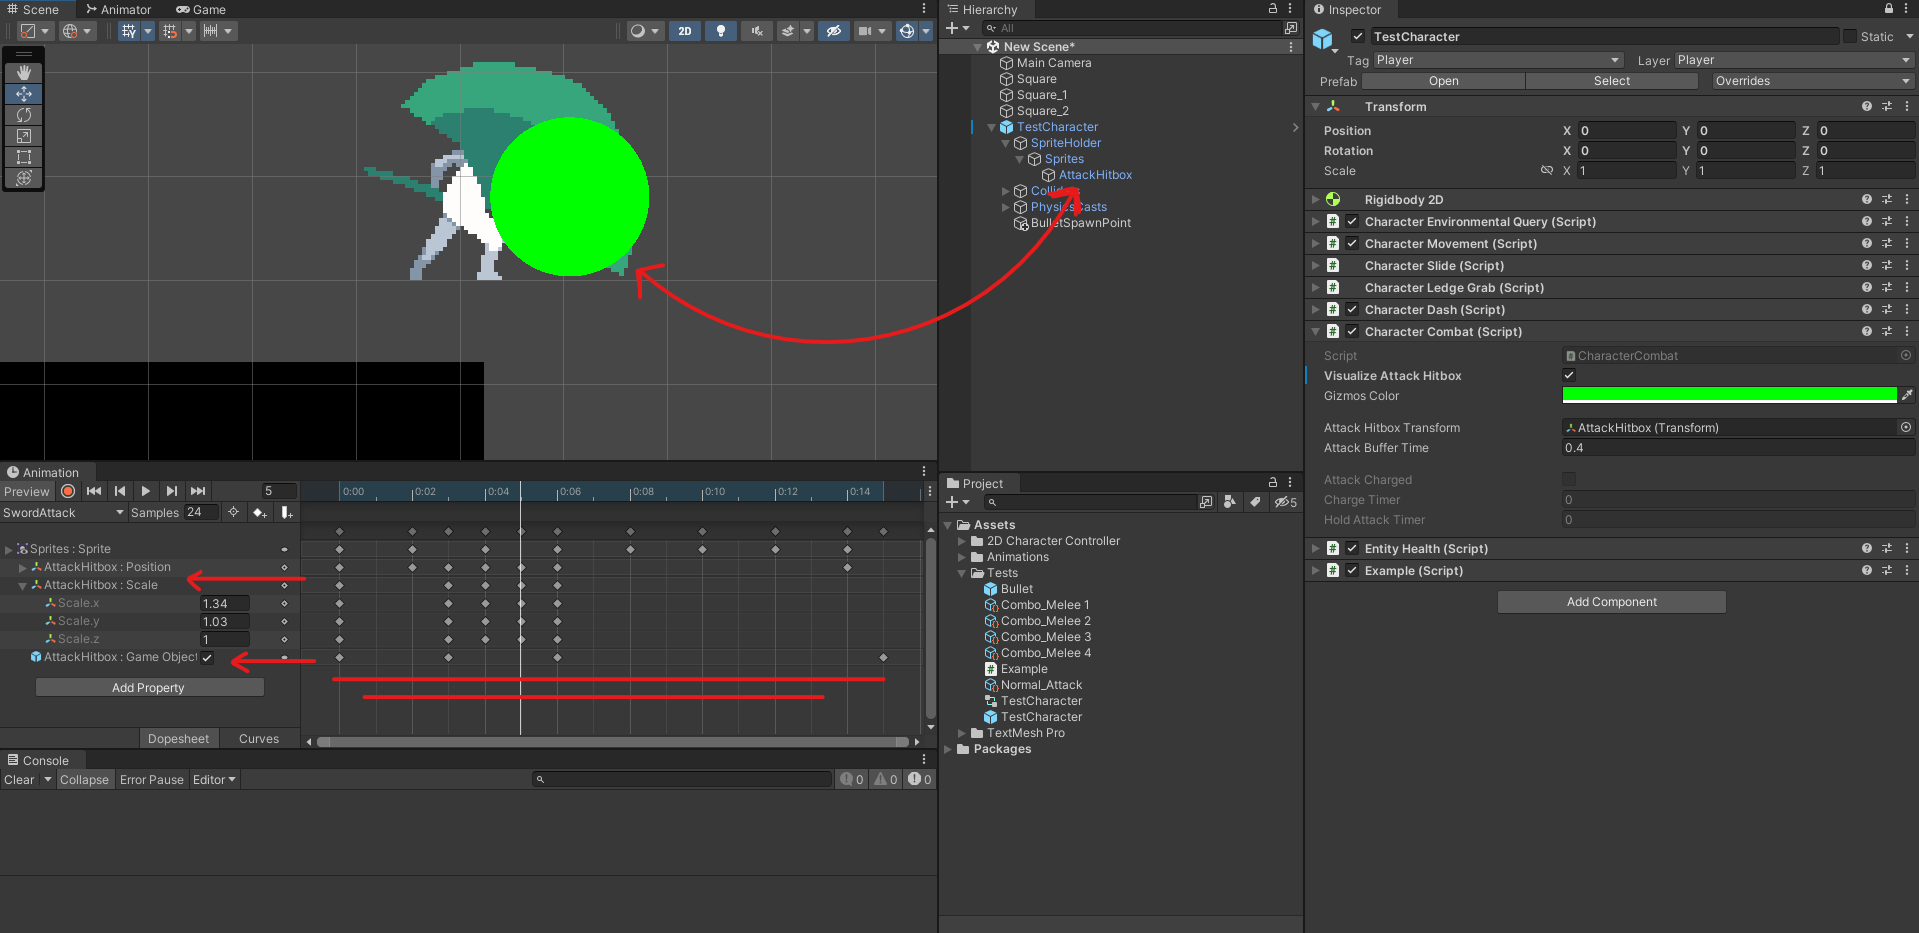 Scene Animator Game
2D
Hierarchy
All
New Scene*
Main Camera
Square
Square_1
Square_2
TestCharacter
SpriteHolder
Sprites
AttackHitbox
PhysicsCasts
BulletSpawnPoint
Inspector
TestCharacter Static
Tag Player Layer Player
Prefab Open Select Overrides
Transform
Position X 0 Y 0 Z 0
Rotation X 0 Y 0 Z 0
Scale X 1 Y 1 Z 1
Rigidbody 2D
# Character Environmental Query (Script)
# Character Movement (Script)
# Character Slide (Script)
# Character Ledge Grab (Script)
# Character Dash (Script)
# Character Combat (Script)
Script # CharacterCombat
Visualize Attack Hitbox
Gizmos Color
Attack Hitbox Transform AttackHitbox (Transform)
Attack Buffer Time 0.4
Attack Charged
Charge Timer 0
Hold Attack Timer 0
# Entity Health (Script)
# Example (Script)
Add Component
Animation
Preview 5 0:00 0:02 0:04 0:06 0:08 0:10 0:12 0:14
SwordAttack Samples 24
Sprites : Sprite
AttackHitbox : Position
AttackHitbox : Scale
Scale.x 1.34
Scale.y 1.03
Scale.z 1
AttackHitbox : Game Objec
Add Property
Dopesheet Curves
Console
Clear Collapse Error Pause Editor 0 0 0
Project
5
Assets
2D Character Controller
Animations
Tests
Bullet
Combo_Melee 1
Combo_Melee 2
Combo_Melee 3
Combo_Melee 4
# Example
Normal_Attack
TestCharacter
TestCharacter
TextMesh Pro
Packages